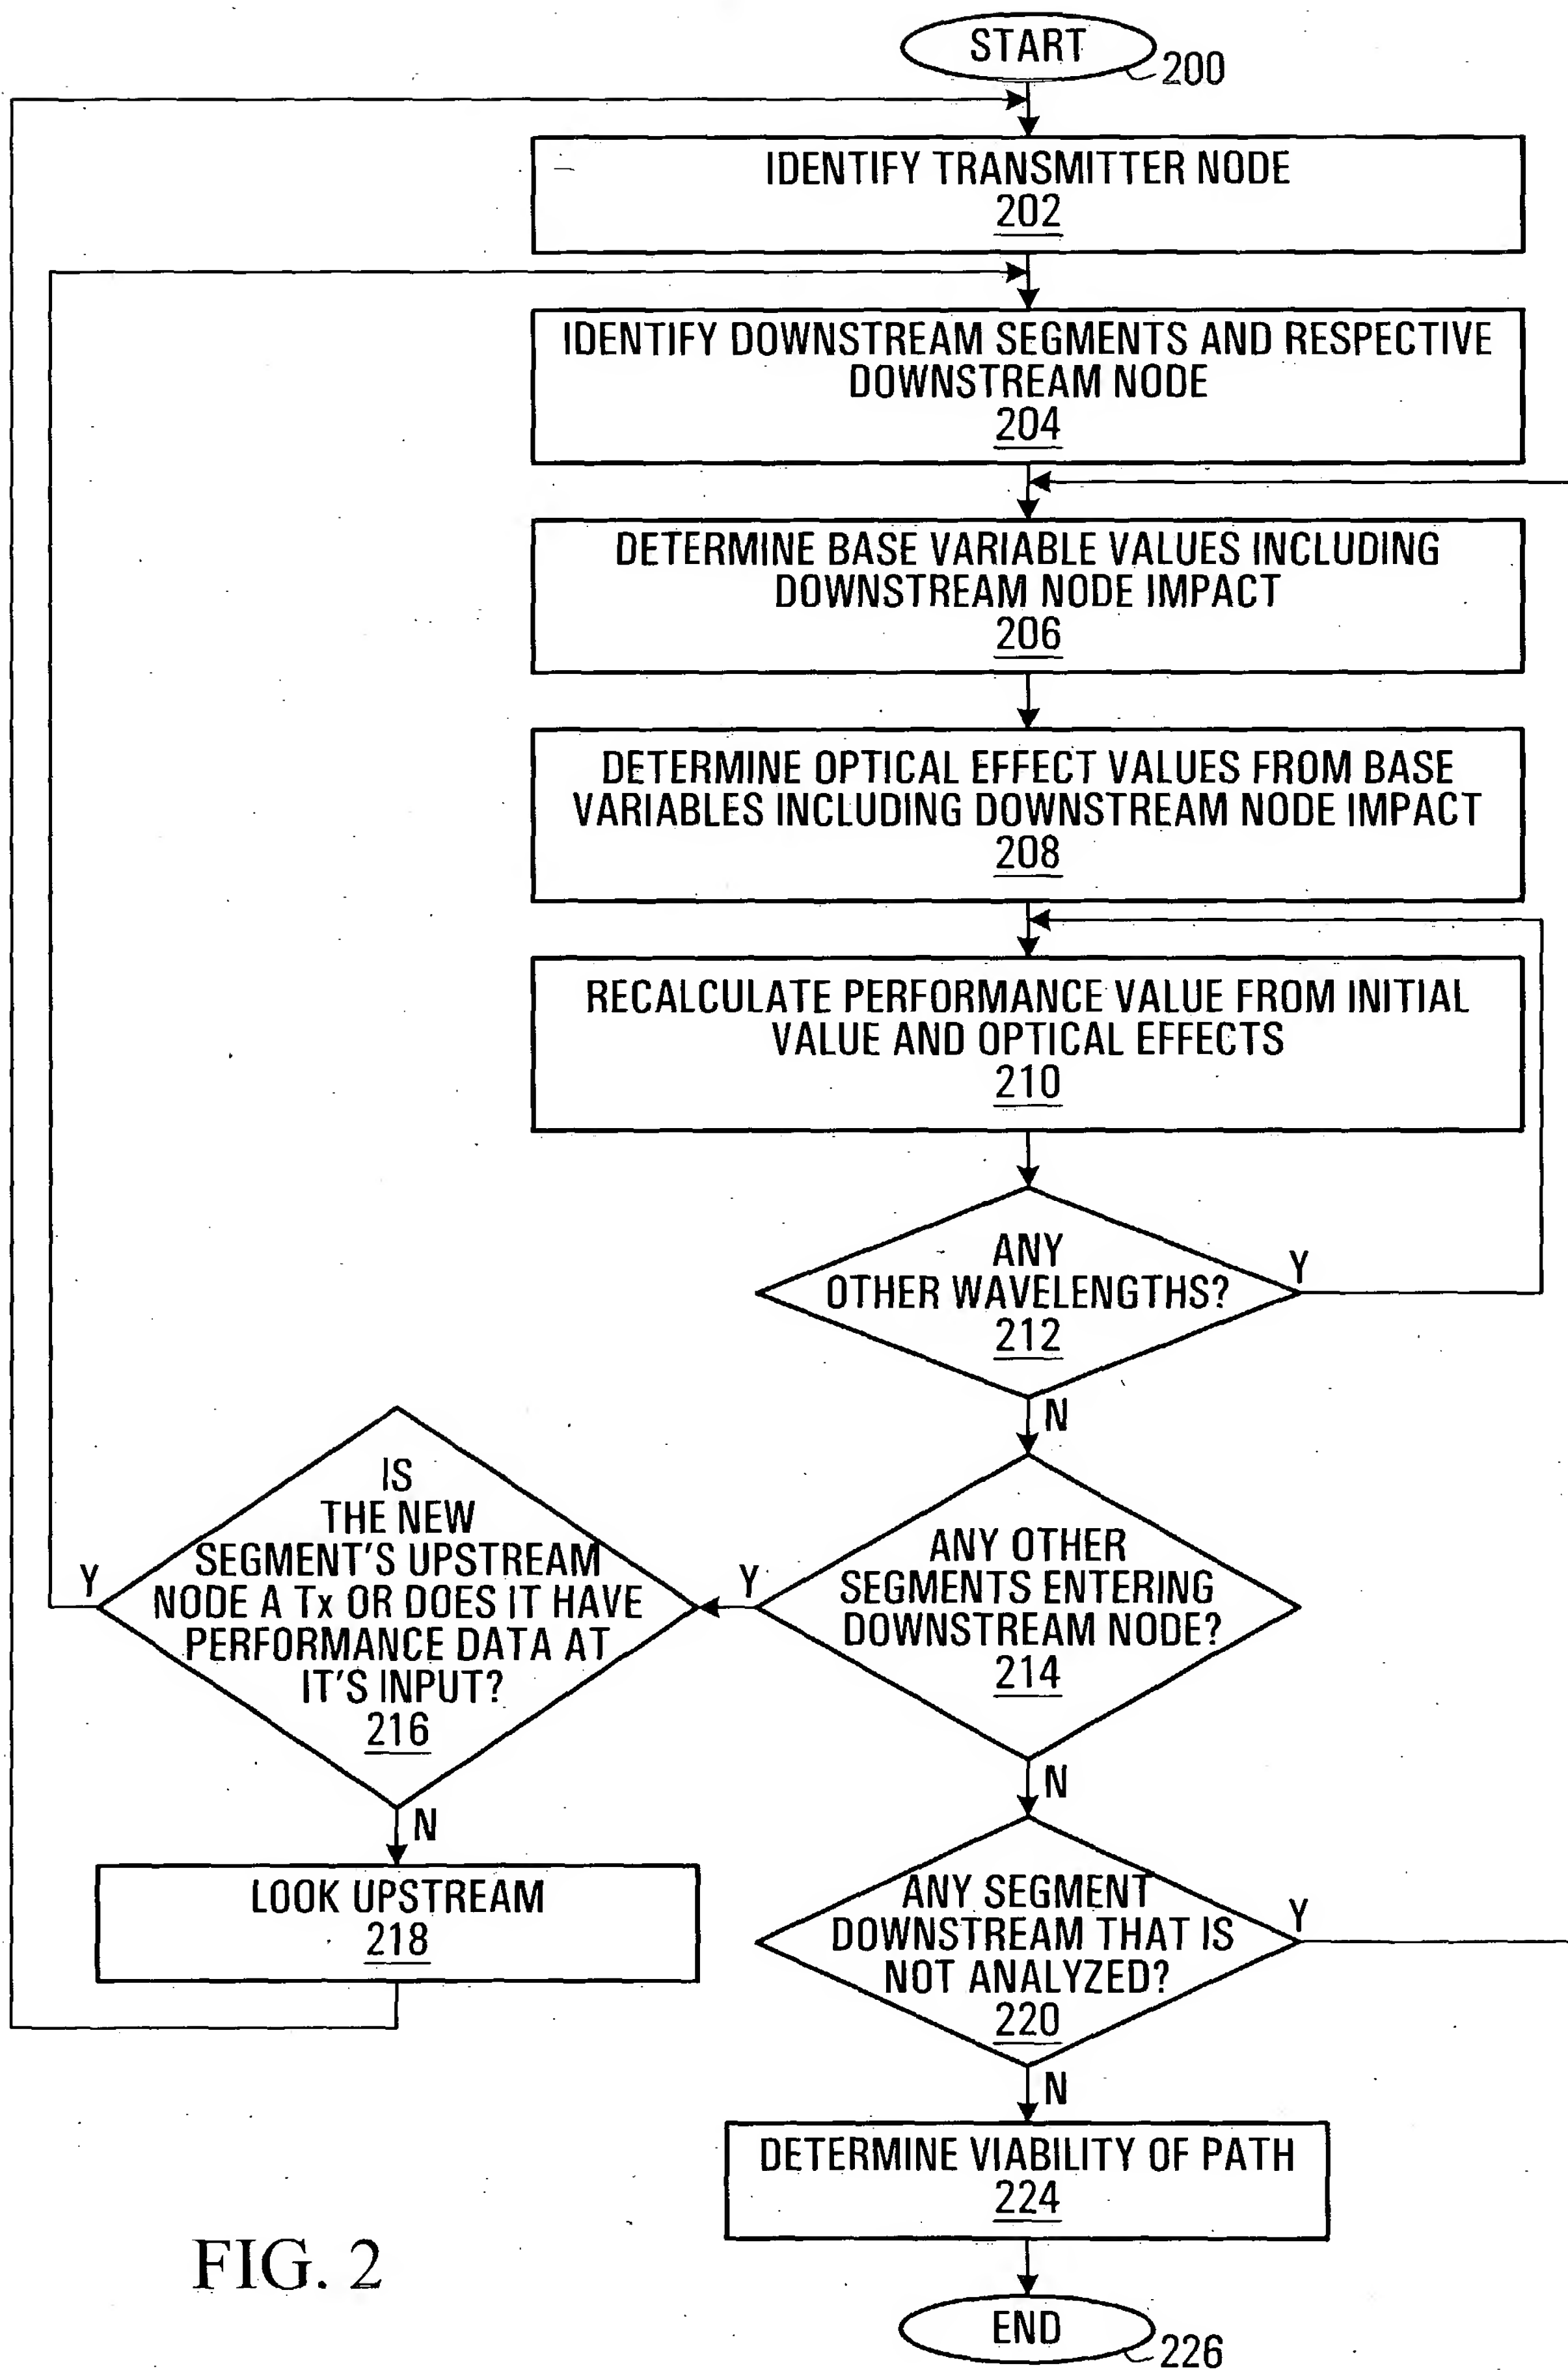 START
200
IDENTIFY TRANSMITTER NODE
202
IDENTIFY DOWNSTREAM SEGMENTS AND RESPECTIVE
DOWNSTREAM NODE
204
DETERMINE BASE VARIABLE VALUES INCLUDING
DOWNSTREAM NODE IMPACT
206
DETERMINE OPTICAL EFFECT VALUES FROM BASE
VARIABLES INCLUDING DOWNSTREAM NODE IMPACT
208
RECALCULATE PERFORMANCE VALUE FROM INITIAL
VALUE AND OPTICAL EFFECTS
210
ANY
OTHER WAVELENGTHS?
212
Y
N
ANY OTHER
SEGMENTS ENTERING
DOWNSTREAM NODE?
214
Y
N
IS
THE NEW
SEGMENT'S UPSTREAM
NODE A Tx OR DOES IT HAVE
PERFORMANCE DATA AT
IT'S INPUT?
216
Y
N
LOOK UPSTREAM
218
ANY SEGMENT
DOWNSTREAM THAT IS
NOT ANALYZED?
220
Y
N
DETERMINE VIABILITY OF PATH
224
END
226
FIG. 2